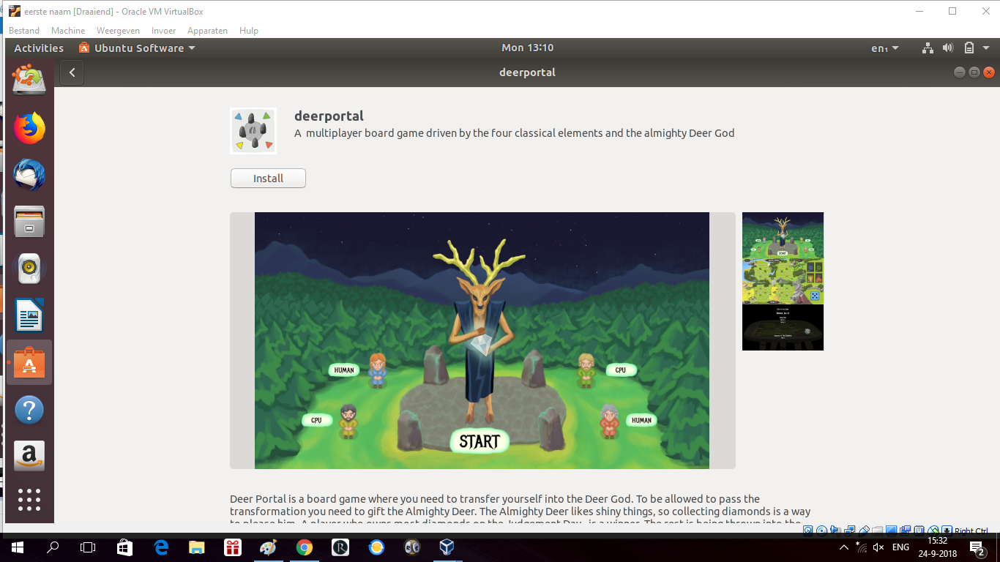 eerste naam [Draaiend] - Oracle VM VirtualBox
Bestand Machine Weergeven Invoer Apparaten Hulp
Activities Ubuntu Software Mon 13:10 en₁
deerportal
deerportal
A multiplayer board game driven by the four classical elements and the almighty Deer God
Install
HUMAN
CPU
CPU
HUMAN
START
START
Deer Portal is a board game where you need to transfer yourself into the Deer God. To be allowed to pass the
transformation you need to gift the Almighty Deer. The Almighty Deer likes shiny things, so collecting diamonds is a way
to please him. A player who owns most diamonds on the Judgement Day, is a winner. The rest is being thrown into the
Right Ctrl
ENG
15:32
24-9-2018
2